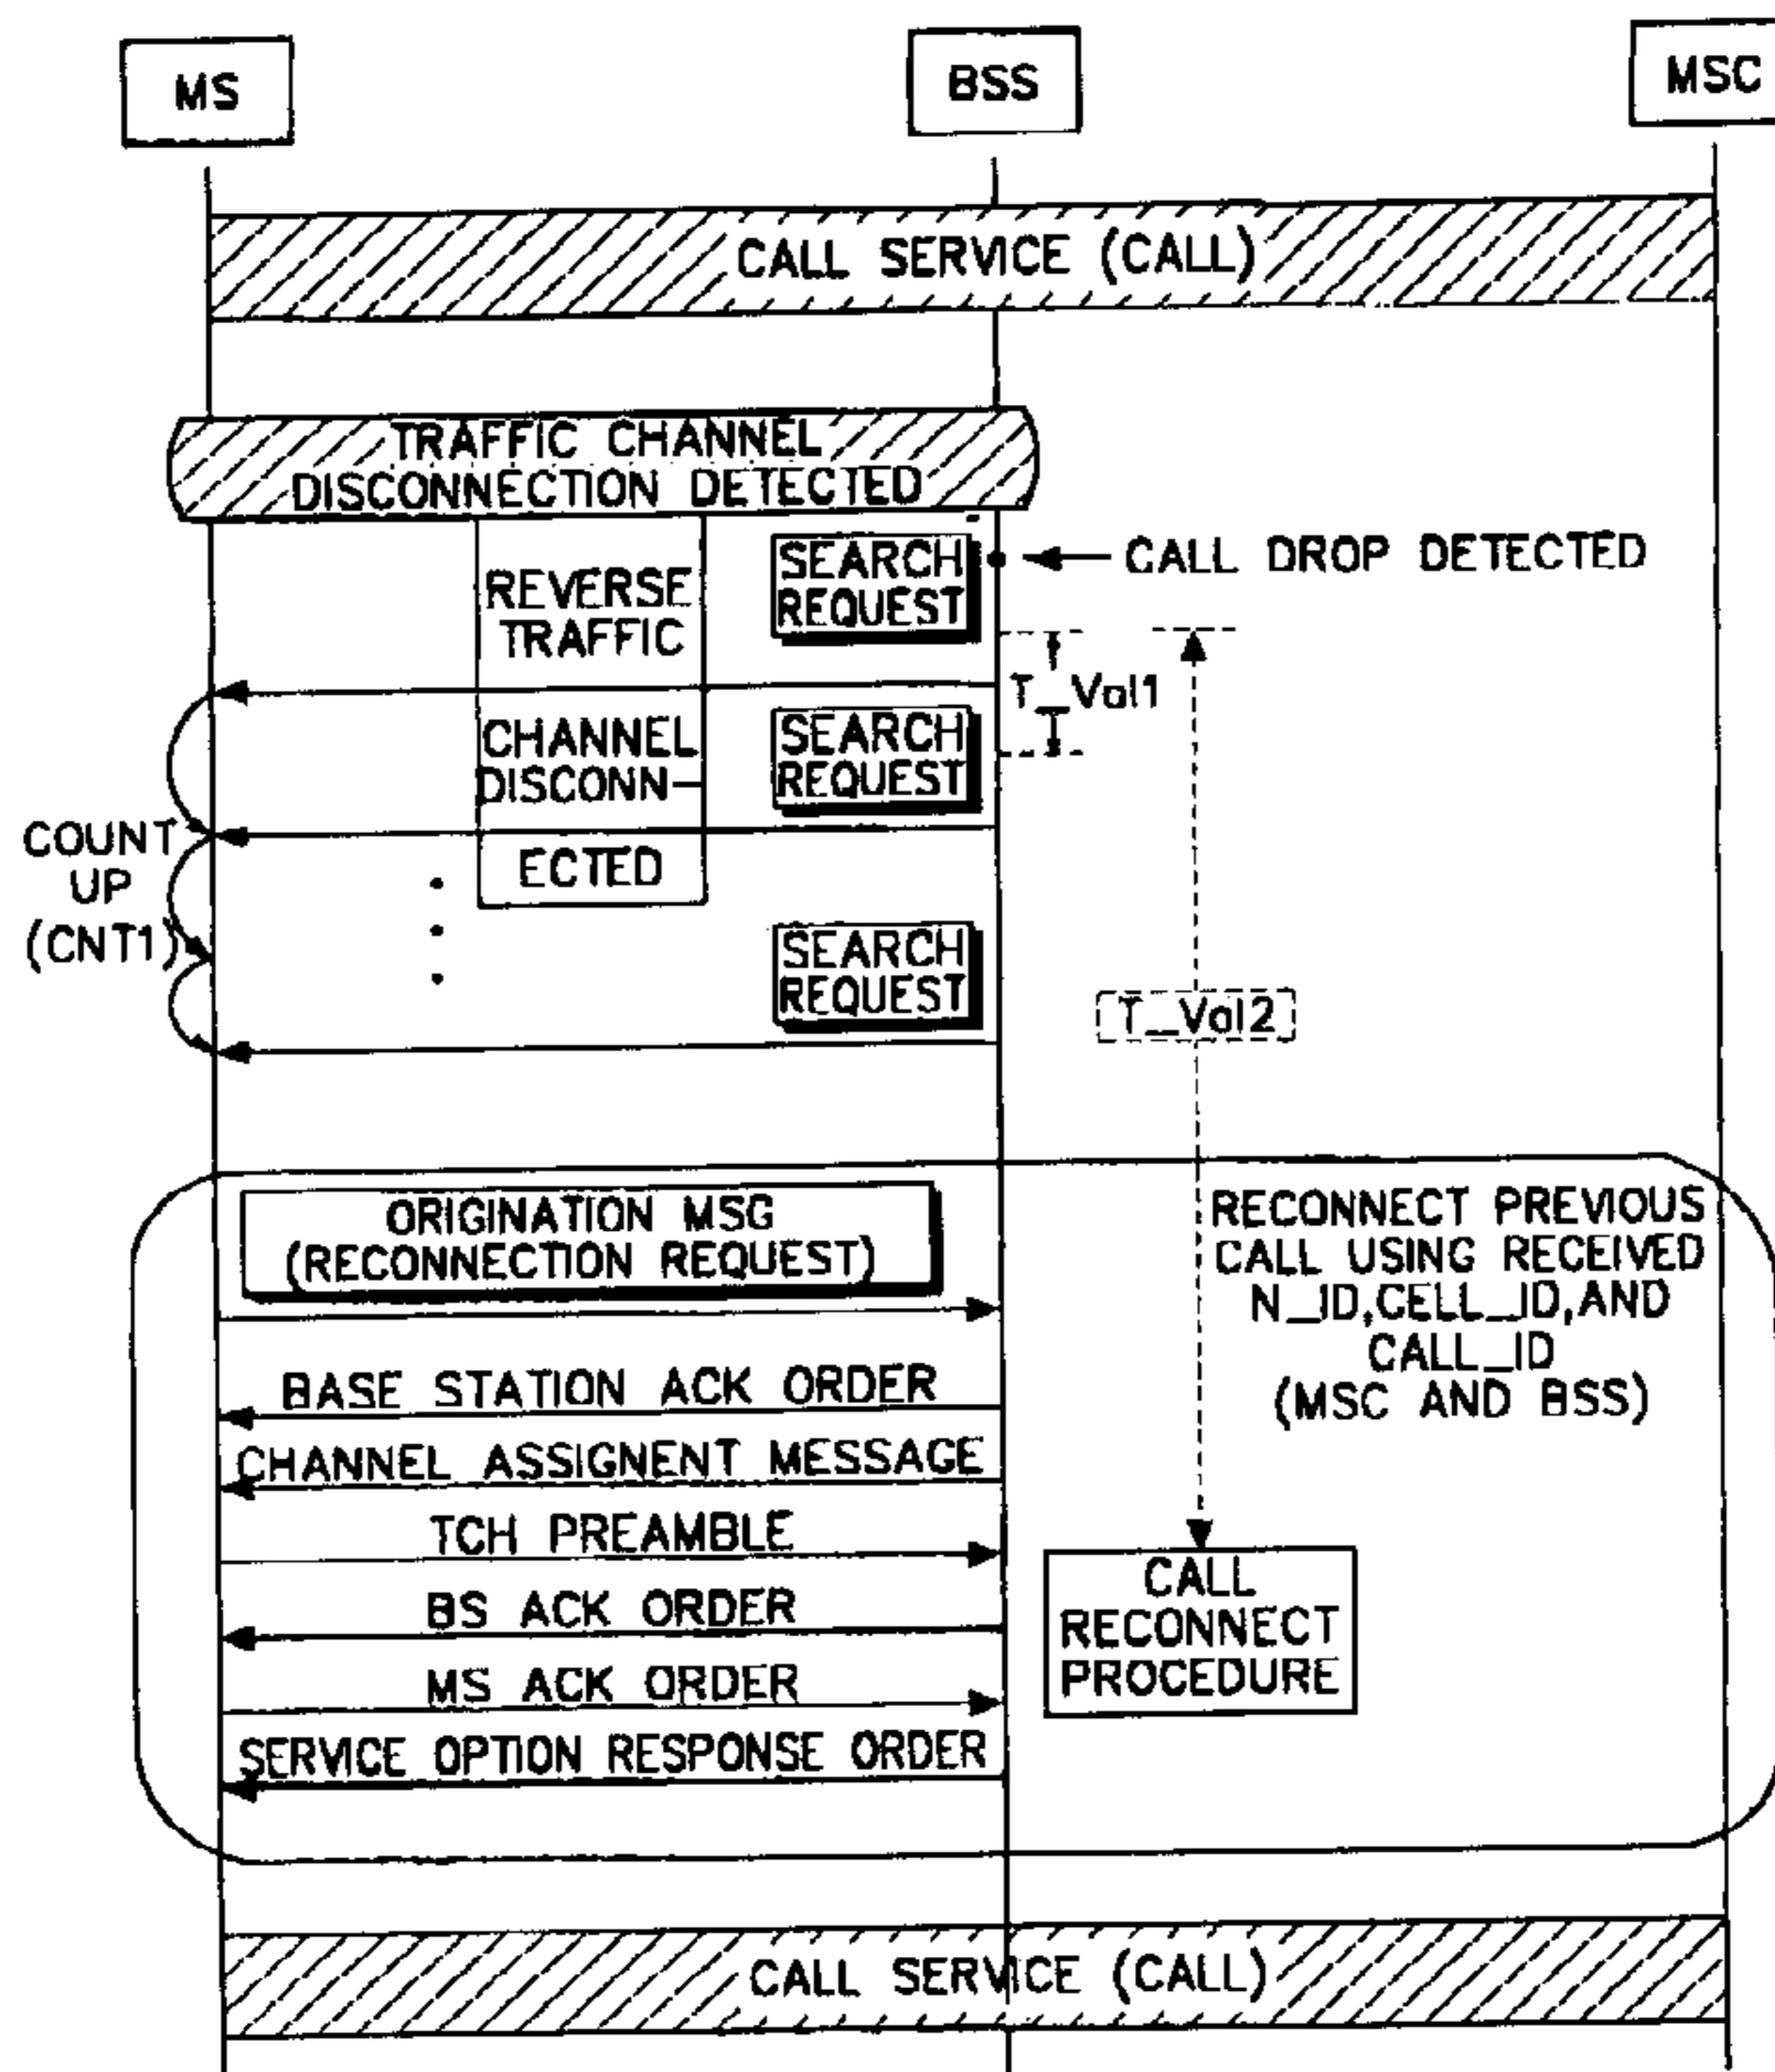 MS
BSS
MSC
CALL SERVICE (CALL)
TRAFFIC CHANNEL
DISCONNECTION DETECTED
SEARCH
REQUEST
CALL DROP DETECTED
REVERSE
TRAFFIC
T_Val1
CHANNEL
DISCONN-
ECTED
SEARCH
REQUEST
COUNT
UP
(CNT1)
SEARCH
REQUEST
T_Val2
ORIGINATION MSG
(RECONNECTION REQUEST)
RECONNECT PREVIOUS
CALL USING RECEIVED
N_ID,CELL_ID,AND
CALL_ID
(MSC AND BSS)
BASE STATION ACK ORDER
CHANNEL ASSIGNENT MESSAGE
TCH PREAMBLE
BS ACK ORDER
MS ACK ORDER
SERVICE OPTION RESPONSE ORDER
CALL
RECONNECT
PROCEDURE
CALL SERVICE (CALL)